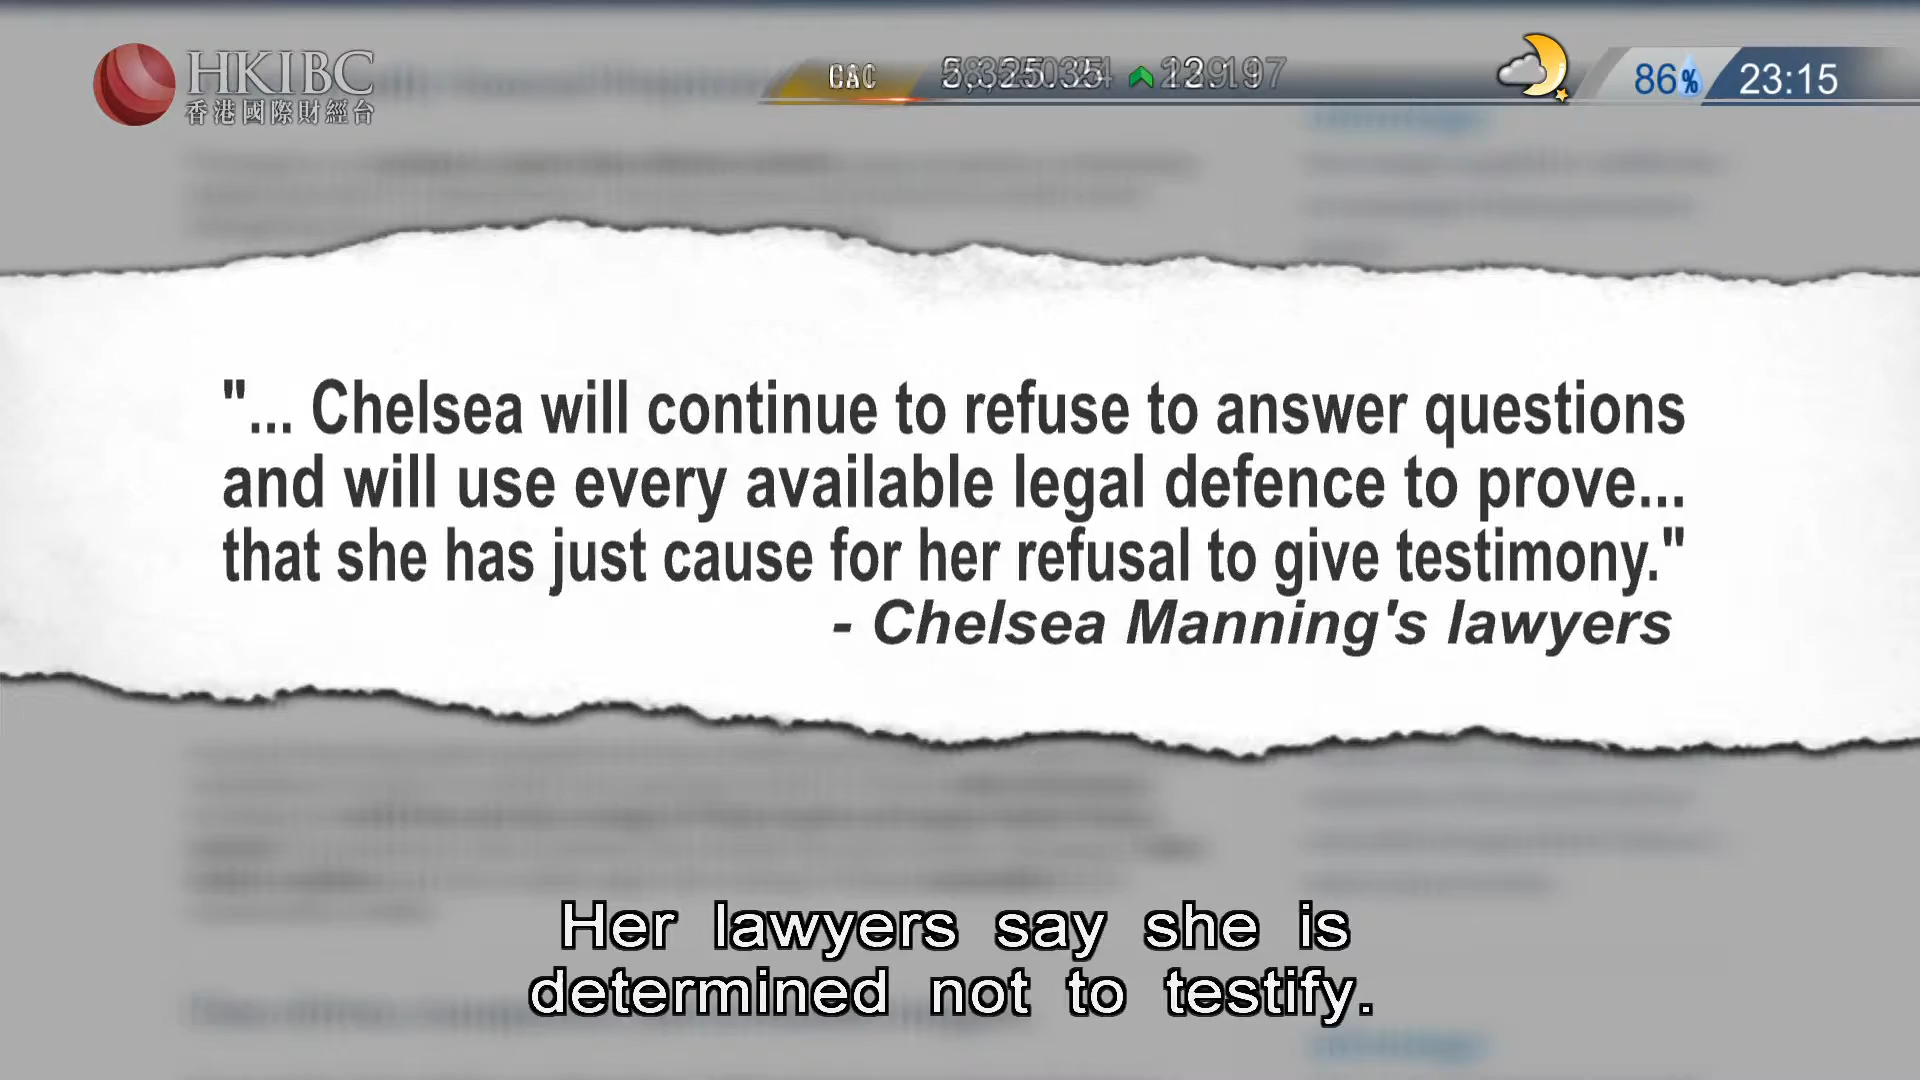 HKIBC
香港國際財經台
CAC
86%
23:15
"... Chelsea will continue to refuse to answer questions
and will use every available legal defence to prove...
that she has just cause for her refusal to give testimony."
- Chelsea Manning's lawyers
Her lawyers say she is
determined not to testify.